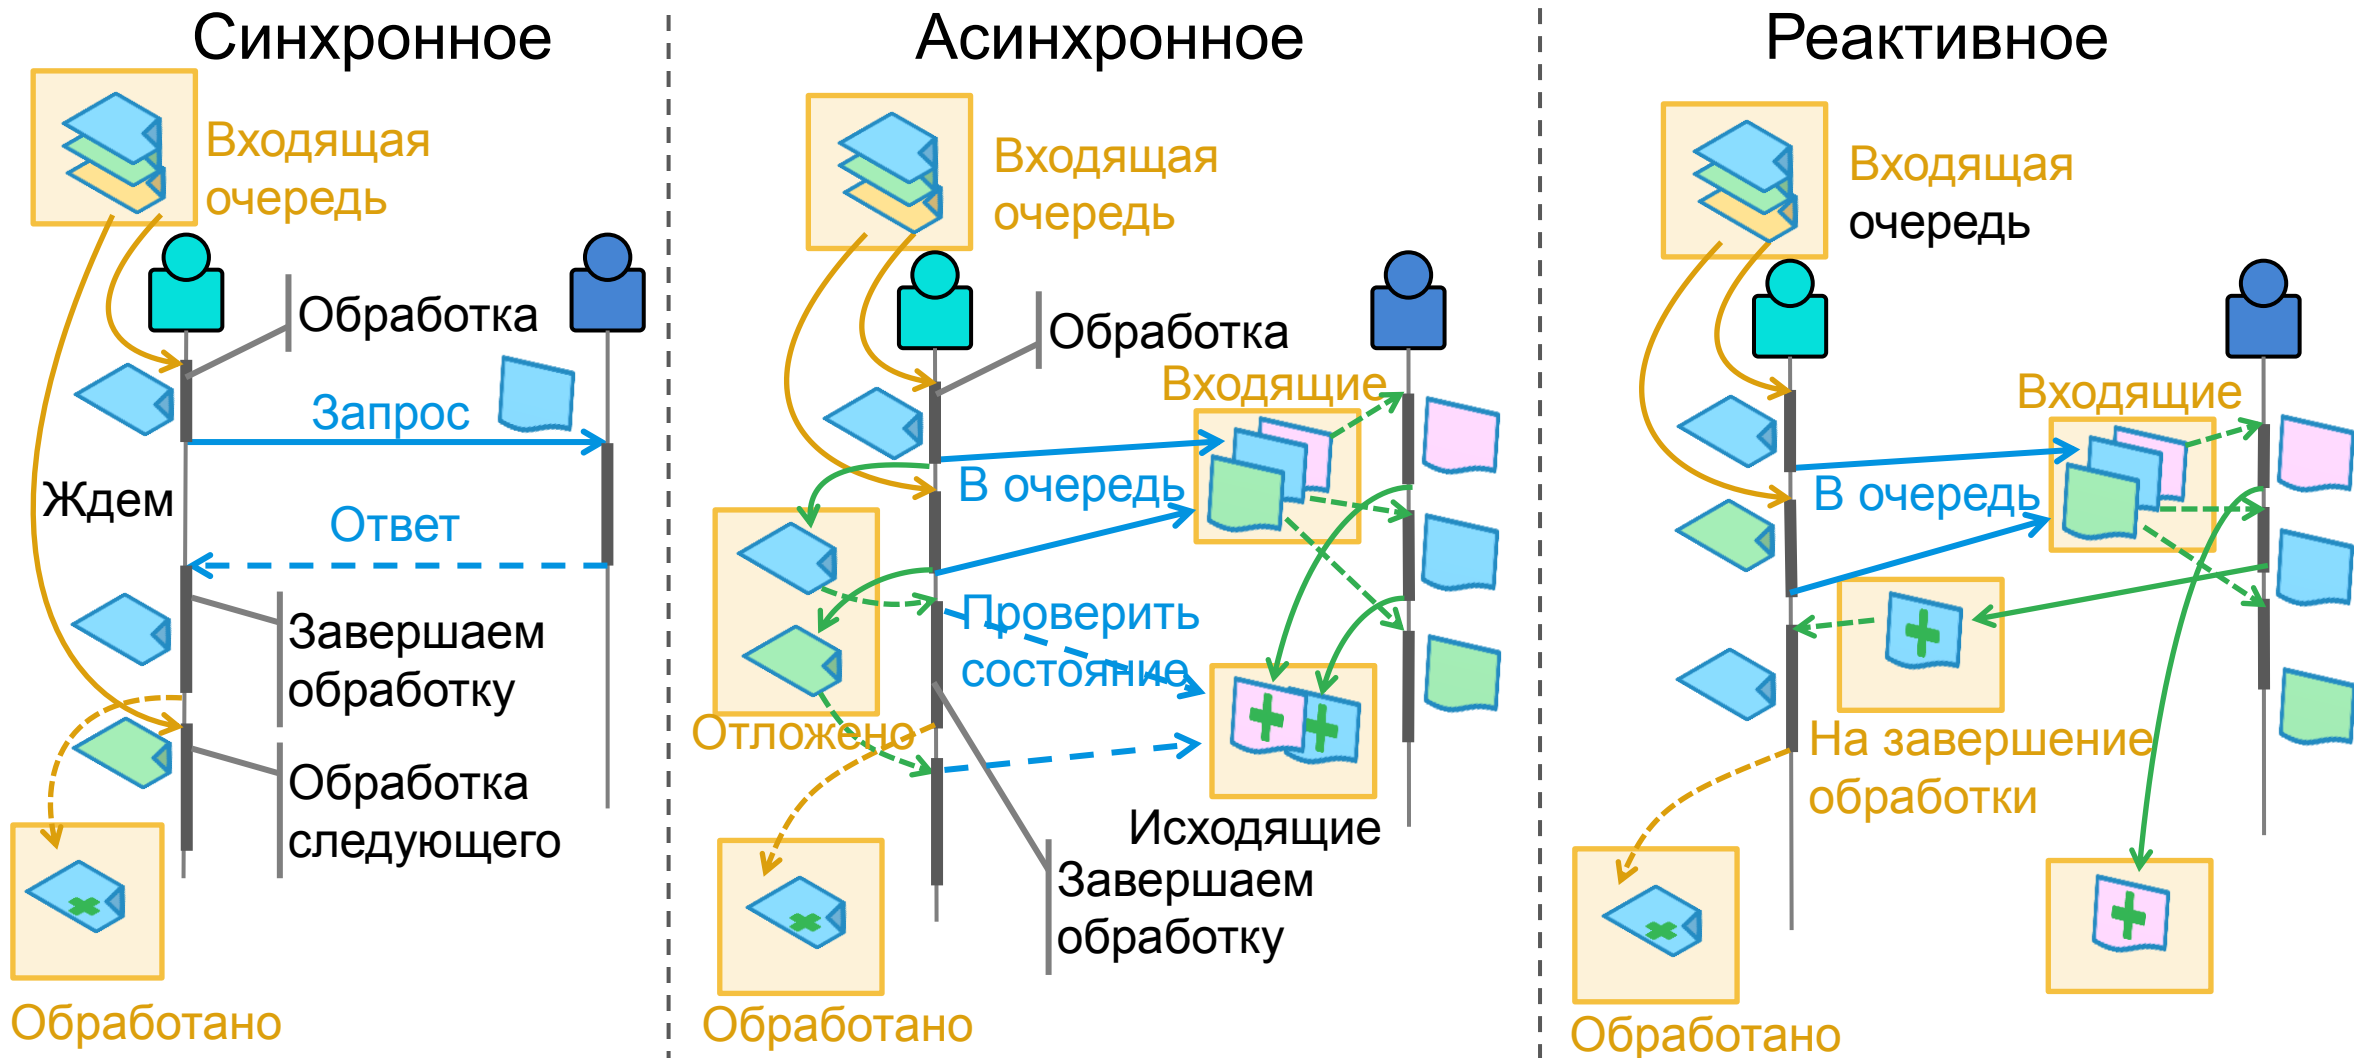 Синхронное
Входящая
очередь
Обработка
Запрос
Ждем
Ответ
Завершаем
обработку
Обработка
следующего
Обработано
Асинхронное
Входящая
очередь
Обработка
Входящие
В очередь
Проверить
состояние
Отложено
Исходящие
Завершаем
обработку
Обработано
Реактивное
Входящая
очередь
Входящие
В очередь
На завершение
обработки
Обработано